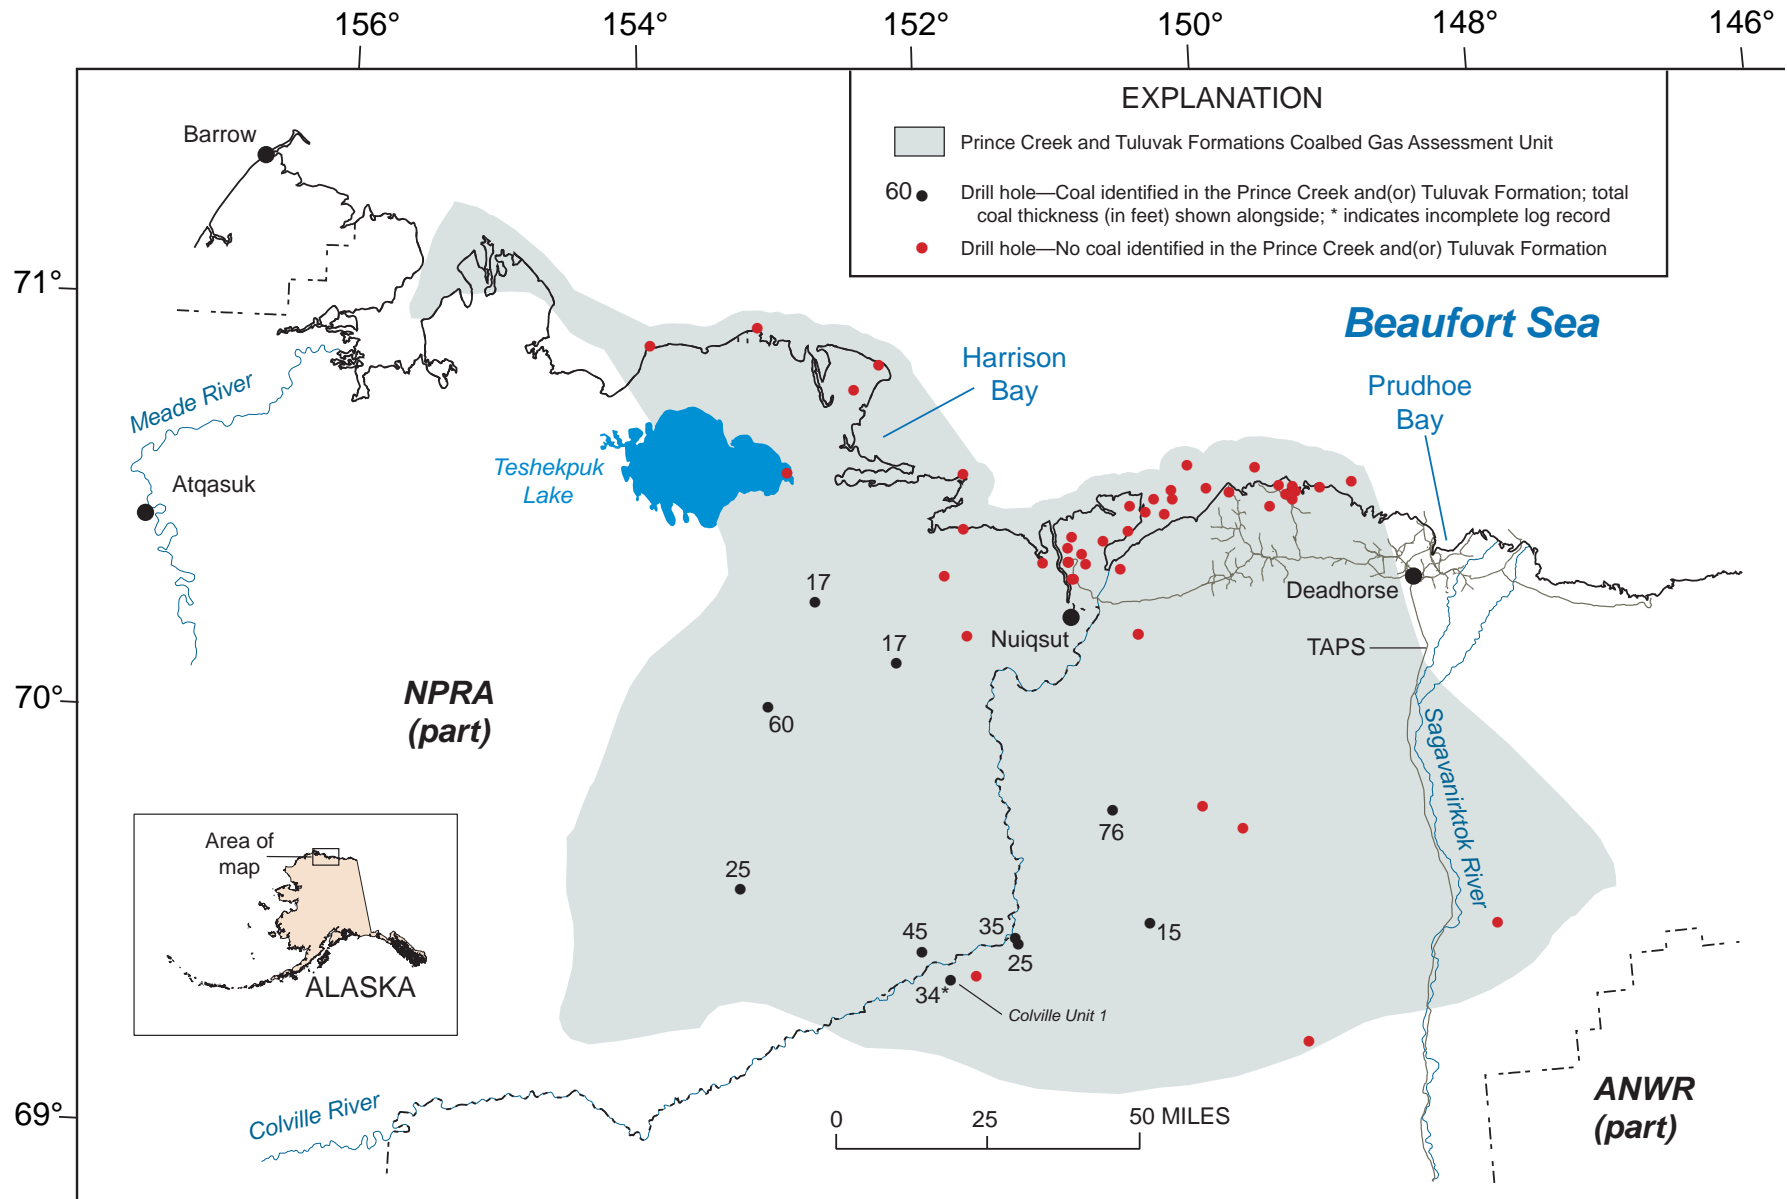 156°
154°
152°
150°
148°
146°
EXPLANATION
Prince Creek and Tuluvak Formations Coalbed Gas Assessment Unit
60
Drill hole—Coal identified in the Prince Creek and(or) Tuluvak Formation; total
coal thickness (in feet) shown alongside; * indicates incomplete log record
Drill hole—No coal identified in the Prince Creek and(or) Tuluvak Formation
Barrow
71°
Beaufort Sea
Harrison
Bay
Prudhoe
Bay
Meade River
Teshekpuk
Lake
Atqasuk
17
Deadhorse
Nuiqsut
TAPS
17
70°
NPRA
(part)
60
Sagavanirktok River
76
Area of
map
25
45
35
15
25
ALASKA
34*
Colville Unit 1
Colville River
69°
0
25
50 MILES
ANWR
(part)